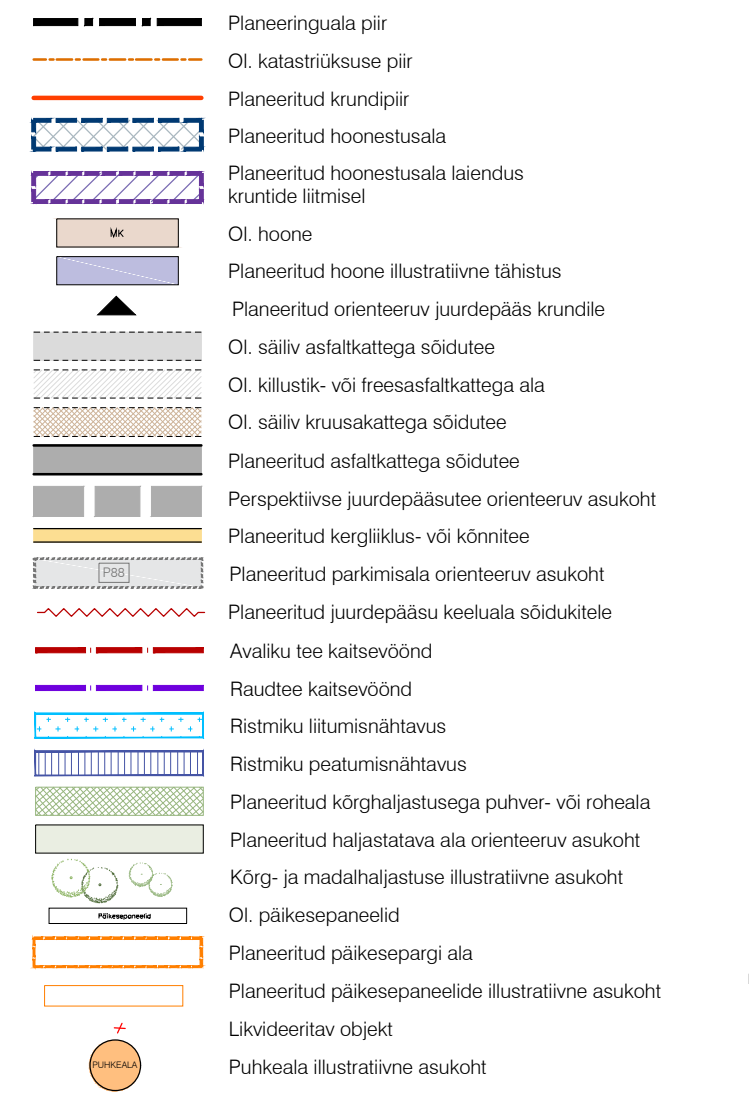 Planeeringuala piir
Ol. katastriüksuse piir
Planeeritud krundipiir
Planeeritud hoonestusala
Planeeritud hoonestusala laiendus
kruntide liitmisel
MK
Ol. hoone
Planeeritud hoone illustratiivne tähistus
Planeeritud orienteeruv juurdepääs krundile
Ol. säiliv asfaltkattega sõidutee
Ol. killustik- või freesasfaltkattega ala
Ol. säiliv kruusakattega sõidutee
Planeeritud asfaltkattega sõidutee
Perspektiivse juurdepääsutee orienteeruv asukoht
Planeeritud kergliiklus- või kõnnitee
P88
Planeeritud parkimisala orienteeruv asukoht
Planeeritud juurdepääsu keeluala sõidukitele
Avaliku tee kaitsevöönd
Raudtee kaitsevöönd
Ristmiku liitumisnähtavus
Ristmiku peatumisnähtavus
Planeeritud kõrghaljastusega puhver- või roheala
Planeeritud haljastatava ala orienteeruv asukoht
Kõrg- ja madalhaljastuse illustratiivne asukoht
Päikesepaneelid
Ol. päikesepaneelid
Planeeritud päikesepargi ala
Planeeritud päikesepaneelide illustratiivne asukoht
Likvideeritav objekt
PUHKEALA
Puhkeala illustratiivne asukoht